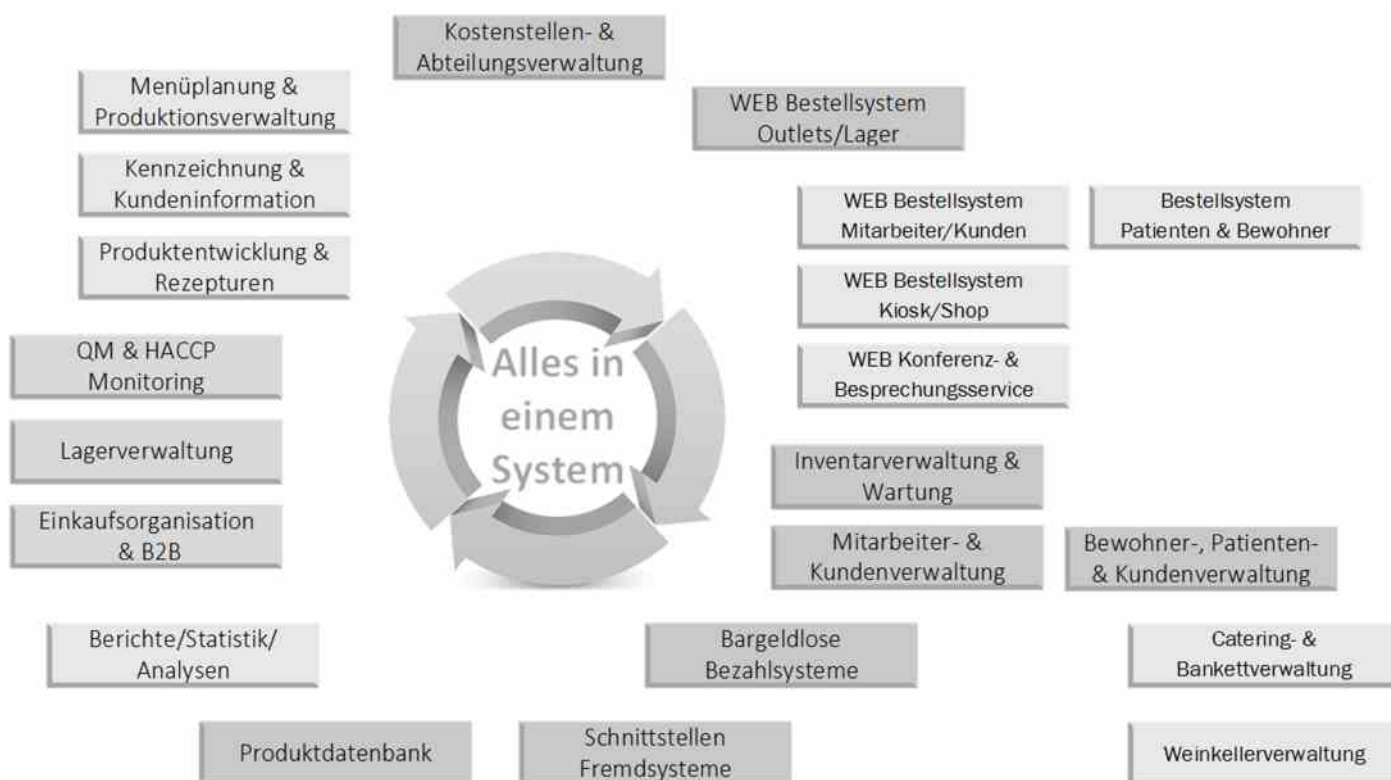 Kostenstellen- &
Abteilungsverwaltung
Menüplanung &
Produktionsverwaltung
WEB Bestellsystem
Outlets/Lager
Kennzeichnung &
Kundeninformation
WEB Bestellsystem
Mitarbeiter/Kunden
Bestellsystem
Patienten & Bewohner
Produktentwicklung &
Rezepturen
WEB Bestellsystem
Kiosk/Shop
QM & HACCP
Monitoring
Alles in
einem
System
WEB Konferenz- &
Besprechungsservice
Lagerverwaltung
Inventarverwaltung &
Wartung
Einkaufsorganisation
& B2B
Mitarbeiter- &
Kundenverwaltung
Bewohner-, Patienten-
& Kundenverwaltung
Berichte/Statistik/
Analysen
Bargeldlose
Bezahlsysteme
Catering- &
Bankettverwaltung
Produktdatenbank
Schnittstellen
Fremdsysteme
Weinkellerverwaltung